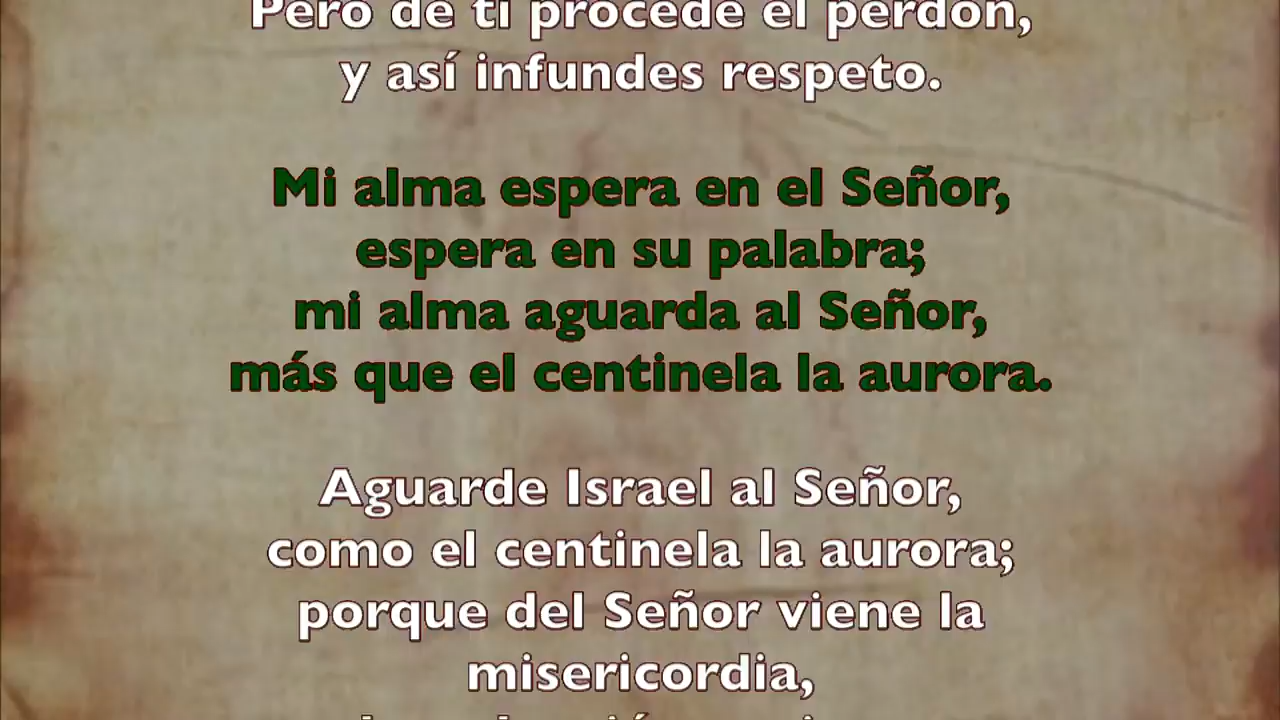 Pero de ti procede el perdón,
y así infundes respeto.
Mi alma espera en el Señor,
espera en su palabra;
mi alma aguarda al Señor,
más que el centinela la aurora.
Aguarde Israel al Señor,
como el centinela la aurora;
porque del Señor viene la
misericordia,